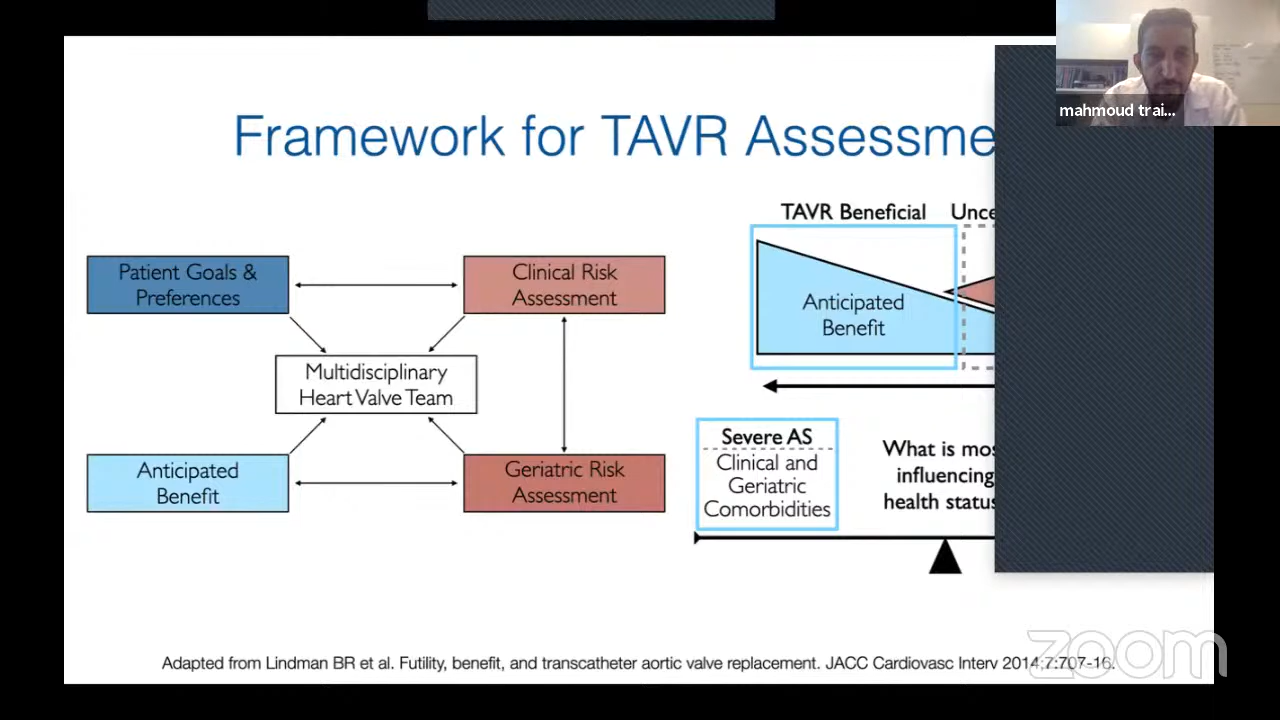 mahmoud trai...
Framework for TAVR Assessme
Patient Goals &
Preferences
Clinical Risk
Assessment
Multidisciplinary
Heart Valve Team
Anticipated
Benefit
Geriatric Risk
Assessment
TAVR Beneficial
Unce
Anticipated
Benefit
Severe AS
Clinical and
Geriatric
Comorbidities
What is mos
influencing
health status
Adapted from Lindman BR et al. Futility, benefit, and transcatheter aortic valve replacement. JACC Cardiovasc Interv 2014;7:707-16.
zoom